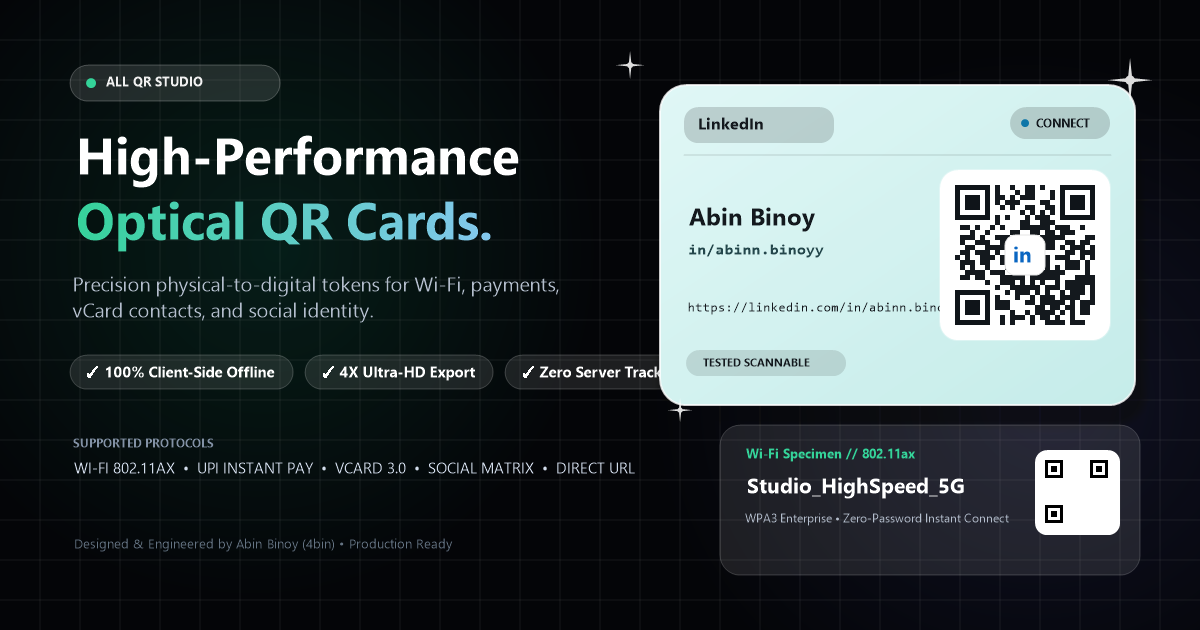 ALL QR STUDIO
High-Performance
Optical QR Cards.
Precision physical-to-digital tokens for Wi-Fi, payments,
vCard contacts, and social identity.
✓ 100% Client-Side Offline
✓ 4X Ultra-HD Export
✓ Zero Server Track
SUPPORTED PROTOCOLS
WI-FI 802.11AX • UPI INSTANT PAY • VCARD 3.0 • SOCIAL MATRIX • DIRECT URL
Designed & Engineered by Abin Binoy (4bin) • Production Ready
LinkedIn
CONNECT
Abin Binoy
in/abinn.binoyy
in
https://linkedin.com/in/abinn.bino
TESTED SCANNABLE
Wi-Fi Specimen // 802.11ax
Studio_HighSpeed_5G
WPA3 Enterprise • Zero-Password Instant Connect